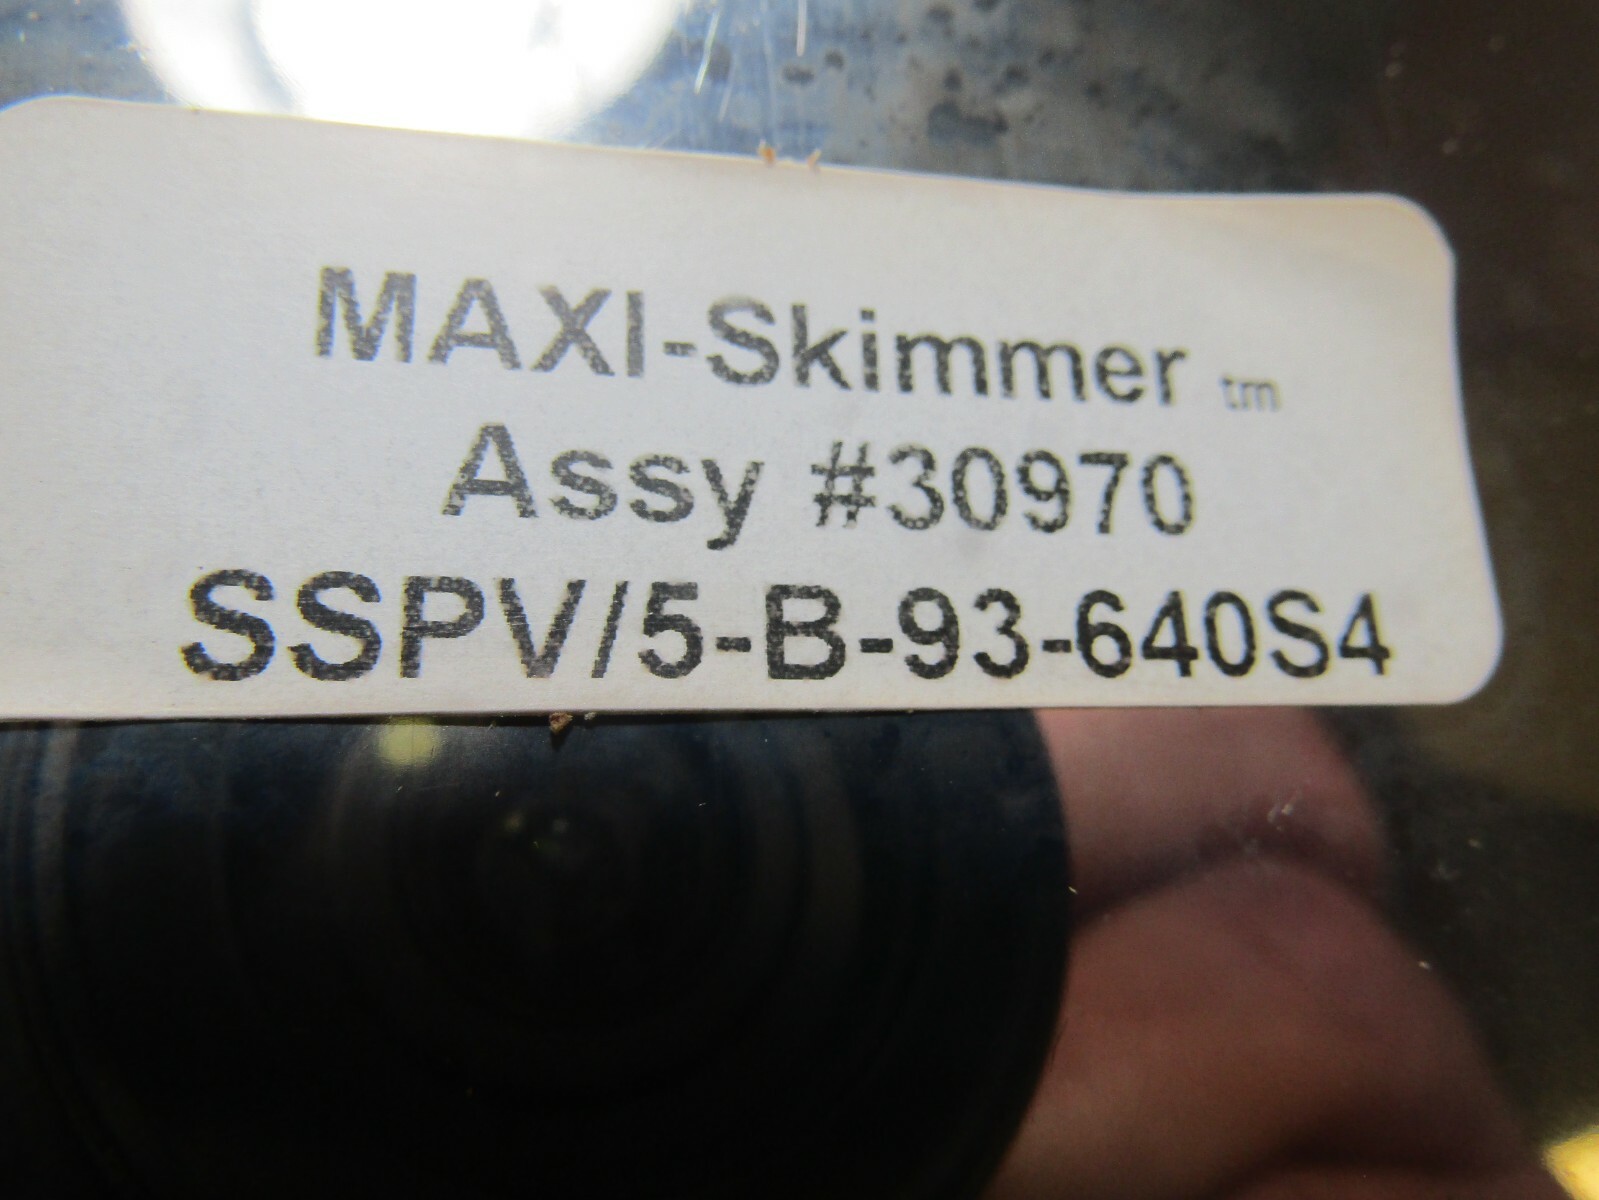 MAXI-Skimmer tm
Assy #30970
SSPV/5-B-93-640S4